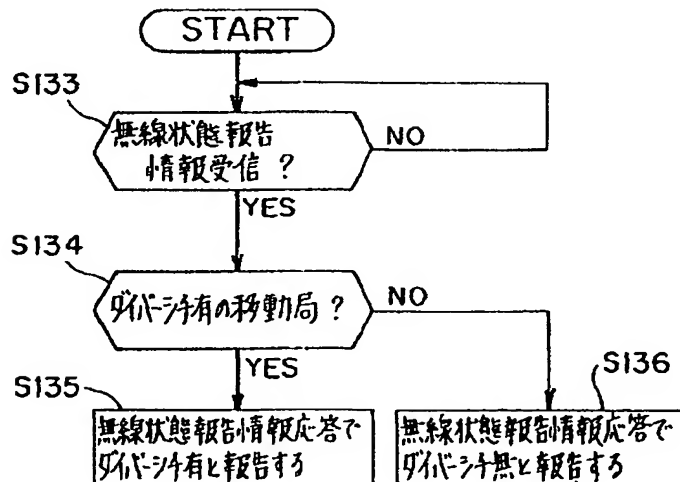 START
S133
無線状態報告
情報受信？
NO
YES
S134
ダイバーシチ有の移動局？
NO
YES
S135
無線状態報告情報応答で
ダイバーシチ有と報告する
S136
無線状態報告情報応答で
ダイバーシチ無と報告する